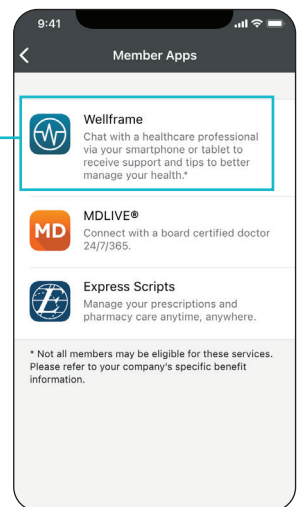 9:41
Member Apps
Wellframe
Chat with a healthcare professional
via your smartphone or tablet to
receive support and tips to better
manage your health.*
MD
MDLIVE®
Connect with a board certified doctor
24/7/365.
Express Scripts
Manage your prescriptions and
pharmacy care anytime, anywhere.
* Not all members may be eligible for these services.
Please refer to your company's specific benefit
information.